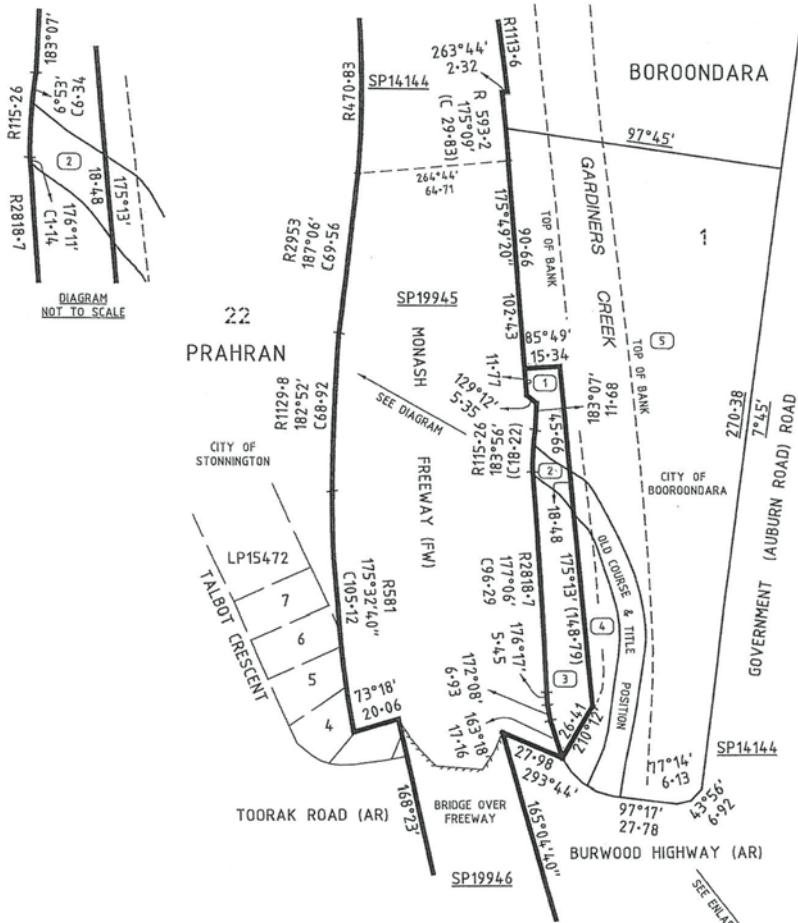 183°07'
R115·26
6°53'
C6·34
2
18·48
175°13'
R2818·7
C1·14
176°11'
DIAGRAM
NOT TO SCALE
R470·83
SP14144
R1113·6
263°44'
2·32
R 593·2
175°09'
(C 29·83)
BOROONDARA
97°45'
264°44'
64·71
R2953
187°06'
C69·56
175°49'20"
90·66
TOP OF BANK
GARDINERS
CREEK
1
SP19945
102·43
22
PRAHRAN
MONASH
FREEWAY (FW)
85°49'
15·34
TOP OF BANK
5
11·77
1
129°12'
5·35
183°07'
11·68
R1129·8
182°52'
C68·92
SEE DIAGRAM
45·66
R115·26
183°56'
(C18·22)
2
18·48
270·38
7°45'
CITY OF
STONNINGTON
CITY OF
BOOROONDARA
GOVERNMENT (AUBURN ROAD) ROAD
LP15472
7
6
5
4
TALBOT CRESCENT
R581
175°32'40"
C105·12
R2818·7
177°06'
C96·29
175°13' (148·79)
OLD COURSE & TITLE
POSITION
4
176°17'
5·45
3
172°08'
6·93
163°18'
17·16
73°18'
20·06
26·41
210°12'
27·98
293°44'
SP14144
77°14'
6·13
43°56'
6·92
97°17'
27·78
TOORAK ROAD (AR)
168°23'
BRIDGE OVER
FREEWAY
165°04'40"
BURWOOD HIGHWAY (AR)
SP19946